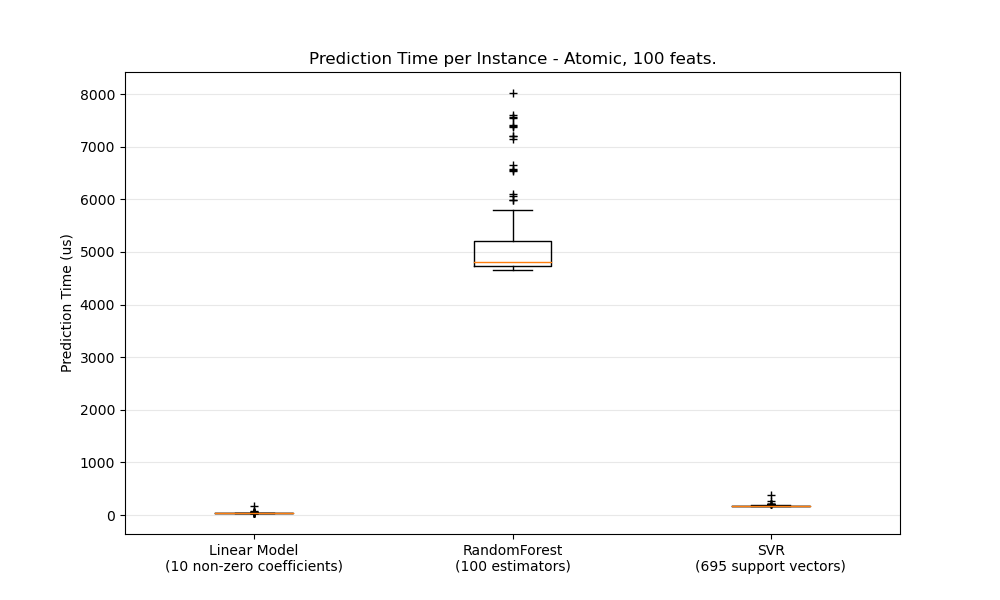 Prediction Time per Instance - Atomic, 100 feats.
Prediction Time (us)
8000
7000
6000
5000
4000
3000
2000
1000
0
Linear Model
(10 non-zero coefficients)
RandomForest
(100 estimators)
SVR
(695 support vectors)